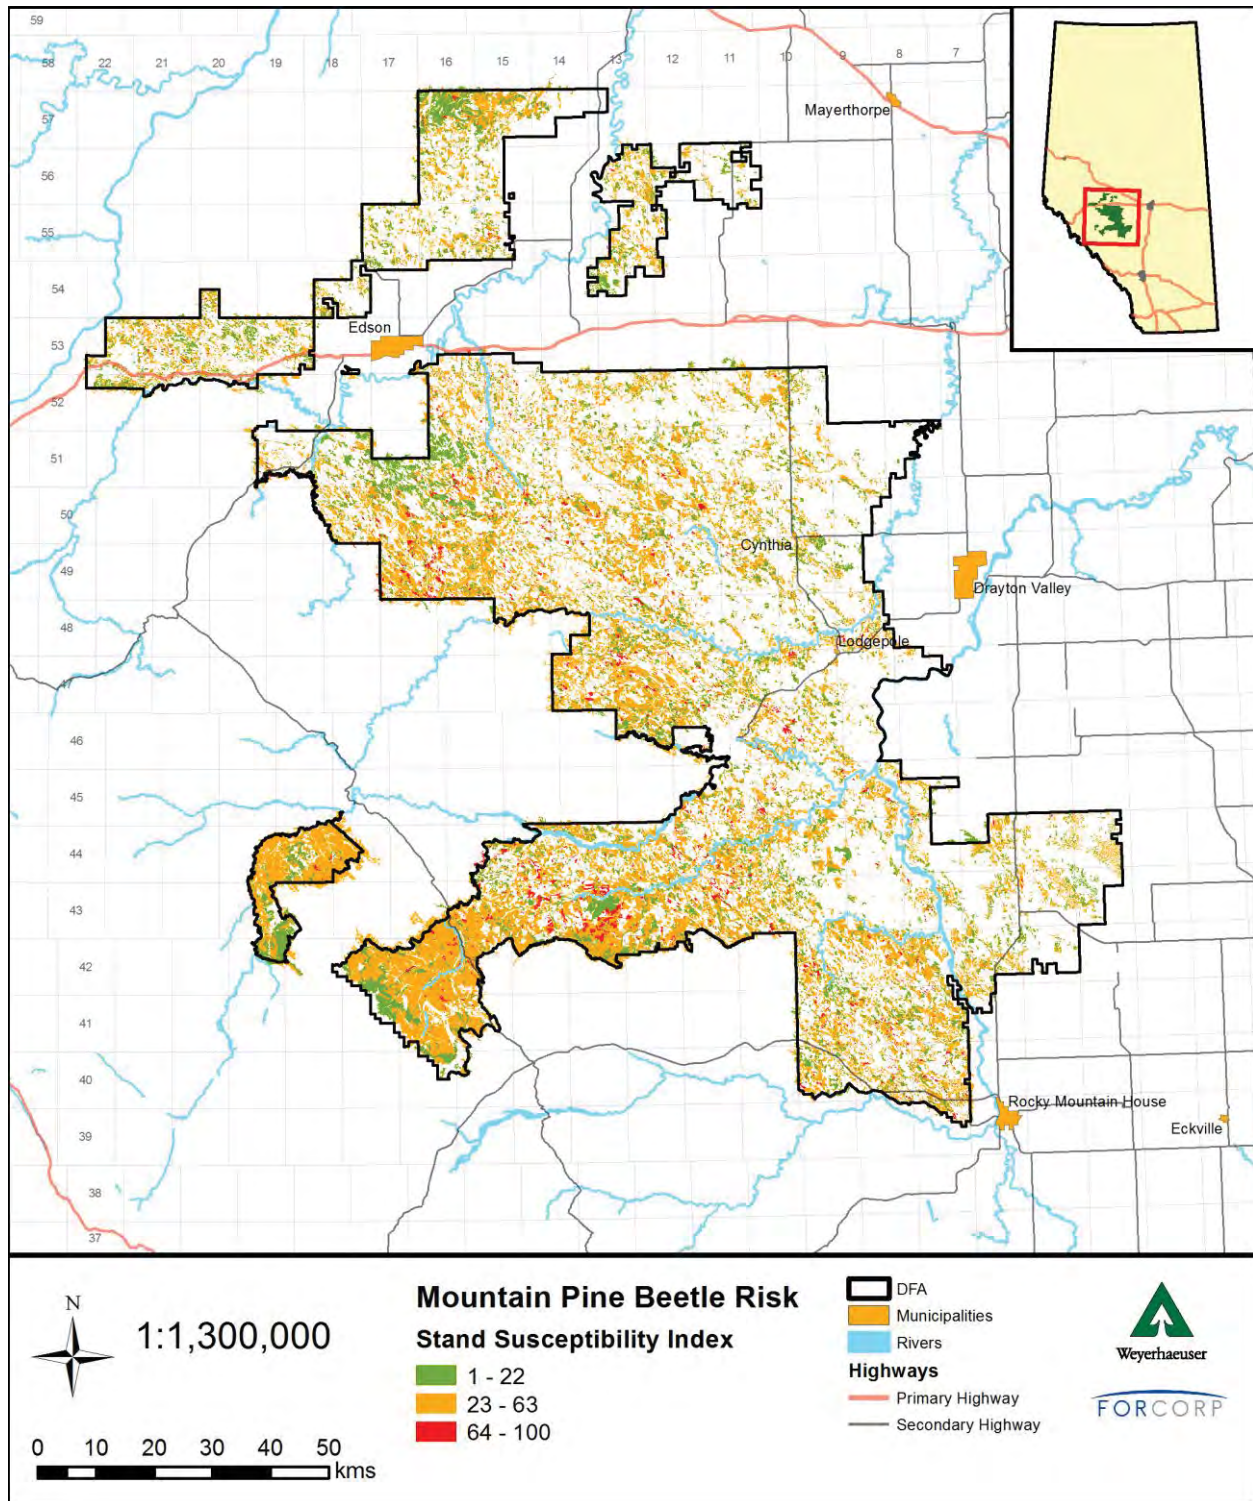 59
58 22 21 20 19 18 17 16 15 14 13 12 11 10 9 8 7
Mayerthorpe
57
56
55
54
Edson
53
52
51
50
Cynthia
49
Drayton Valley
48
Lodgepole
47
46
45
44
43
42
41
40
Rocky Mountain House
39
Eckville
38
37
N
1:1,300,000
0 10 20 30 40 50
kms
Mountain Pine Beetle Risk
Stand Susceptibility Index
1 - 22
23 - 63
64 - 100
DFA
Municipalities
Rivers
Highways
Primary Highway
Secondary Highway
Weyerhaeuser
FORCORP